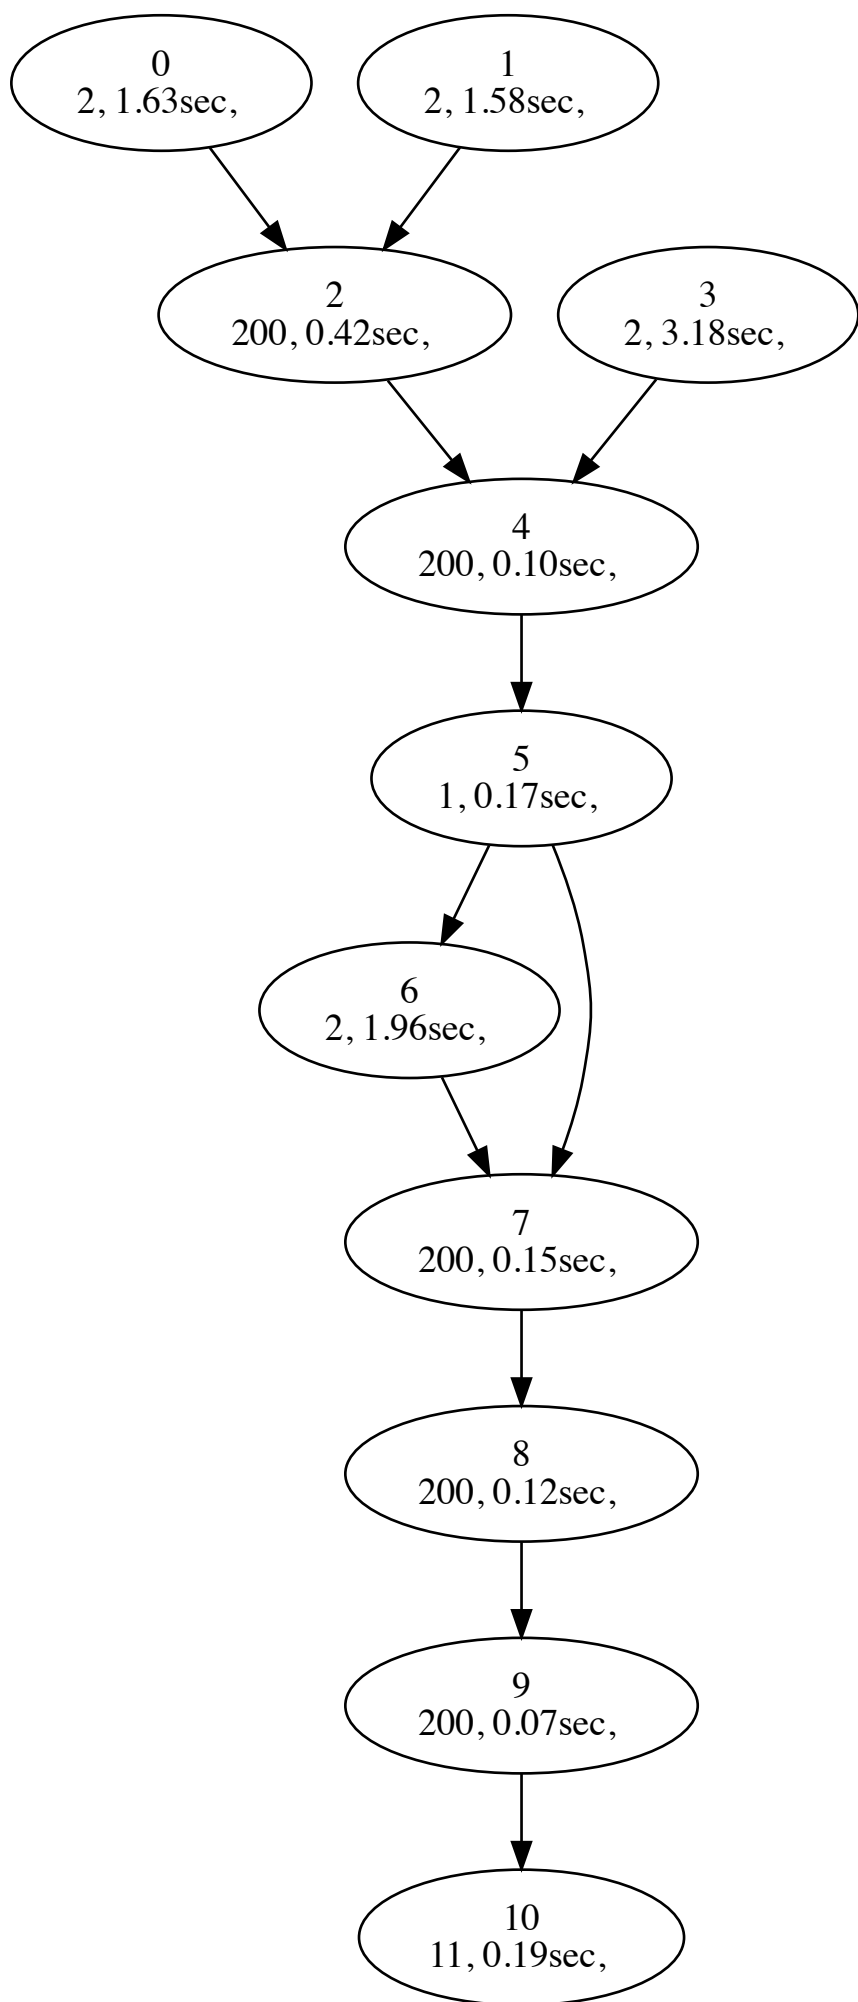 0
2, 1.63sec,
1
2, 1.58sec,
2
200, 0.42sec,
3
2, 3.18sec,
4
200, 0.10sec,
5
1, 0.17sec,
6
2, 1.96sec,
7
200, 0.15sec,
8
200, 0.12sec,
9
200, 0.07sec,
10
11, 0.19sec,